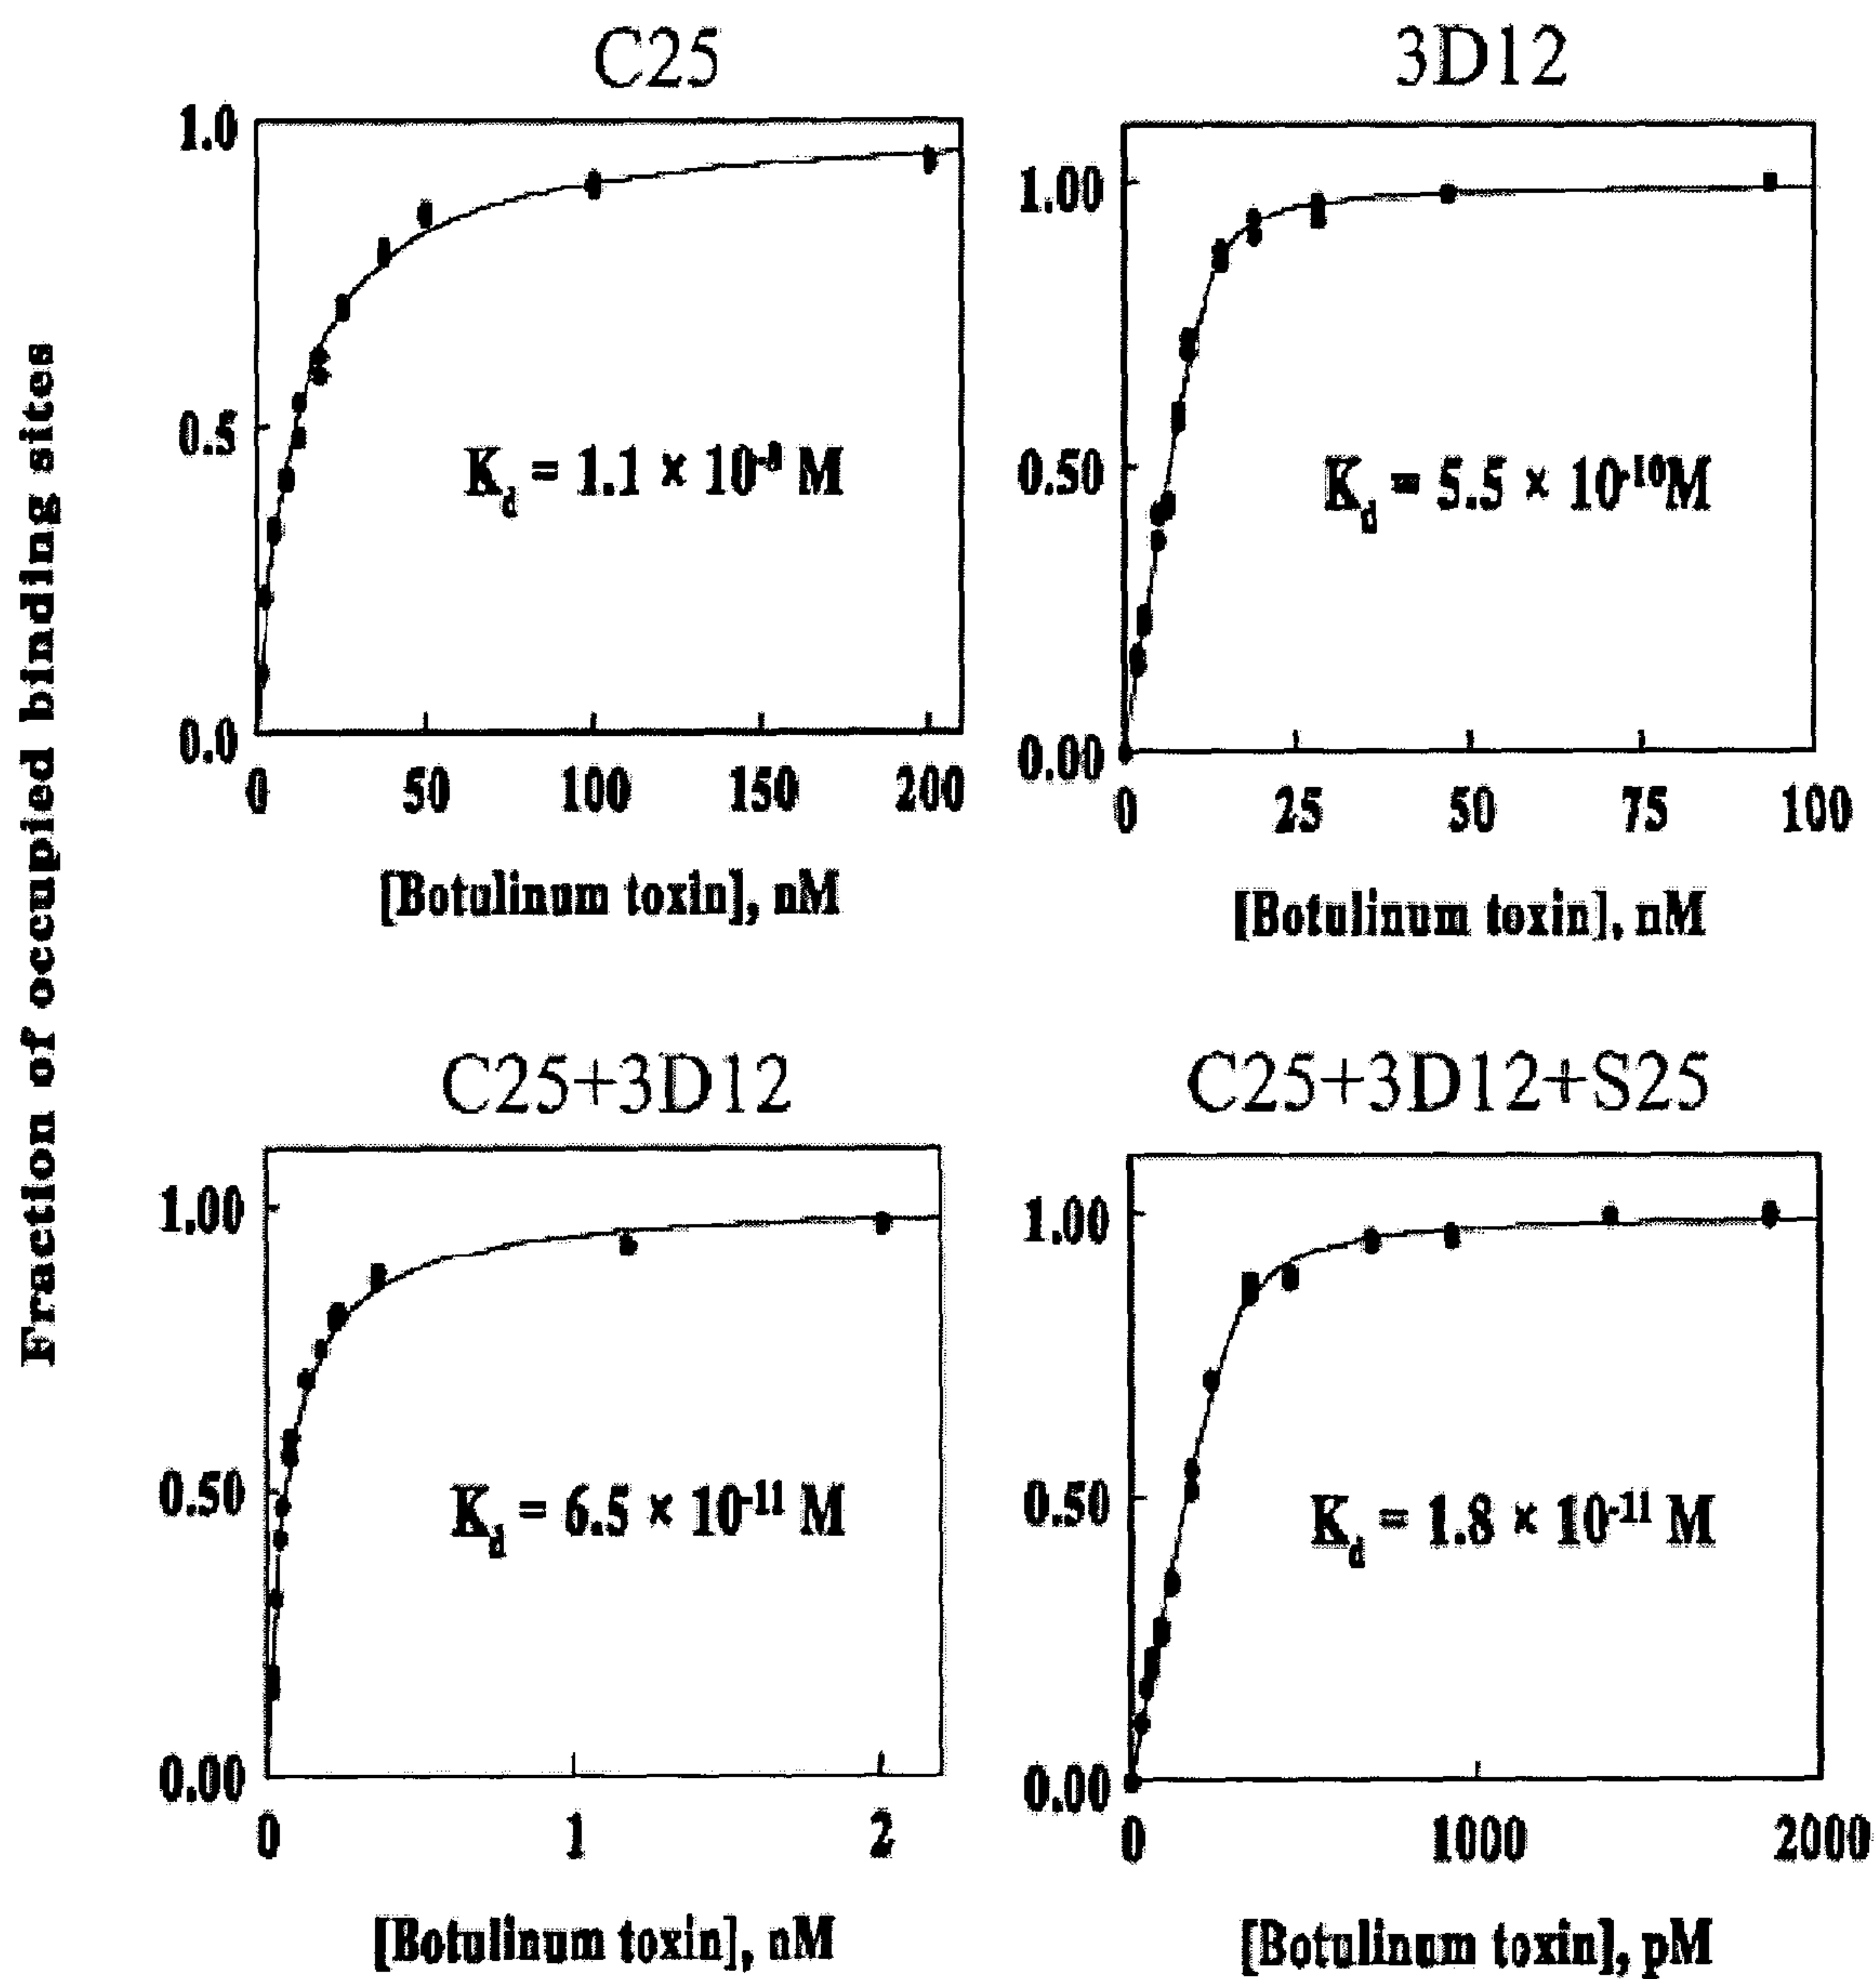 Fraction of occupied binding sites
C25
1.0
0.5
0.0
K_d = 1.1 × 10⁻⁸ M
0 50 100 150 200
[Botulinum toxin], nM
3D12
1.00
0.50
0.00
K_d = 5.5 × 10⁻¹⁰M
0 25 50 75 100
[Botulinum toxin], nM
C25+3D12
1.00
0.50
0.00
K_d = 6.5 × 10⁻¹¹ M
0 1 2
[Botulinum toxin], nM
C25+3D12+S25
1.00
0.50
0.00
K_d = 1.8 × 10⁻¹¹ M
0 1000 2000
[Botulinum toxin], pM